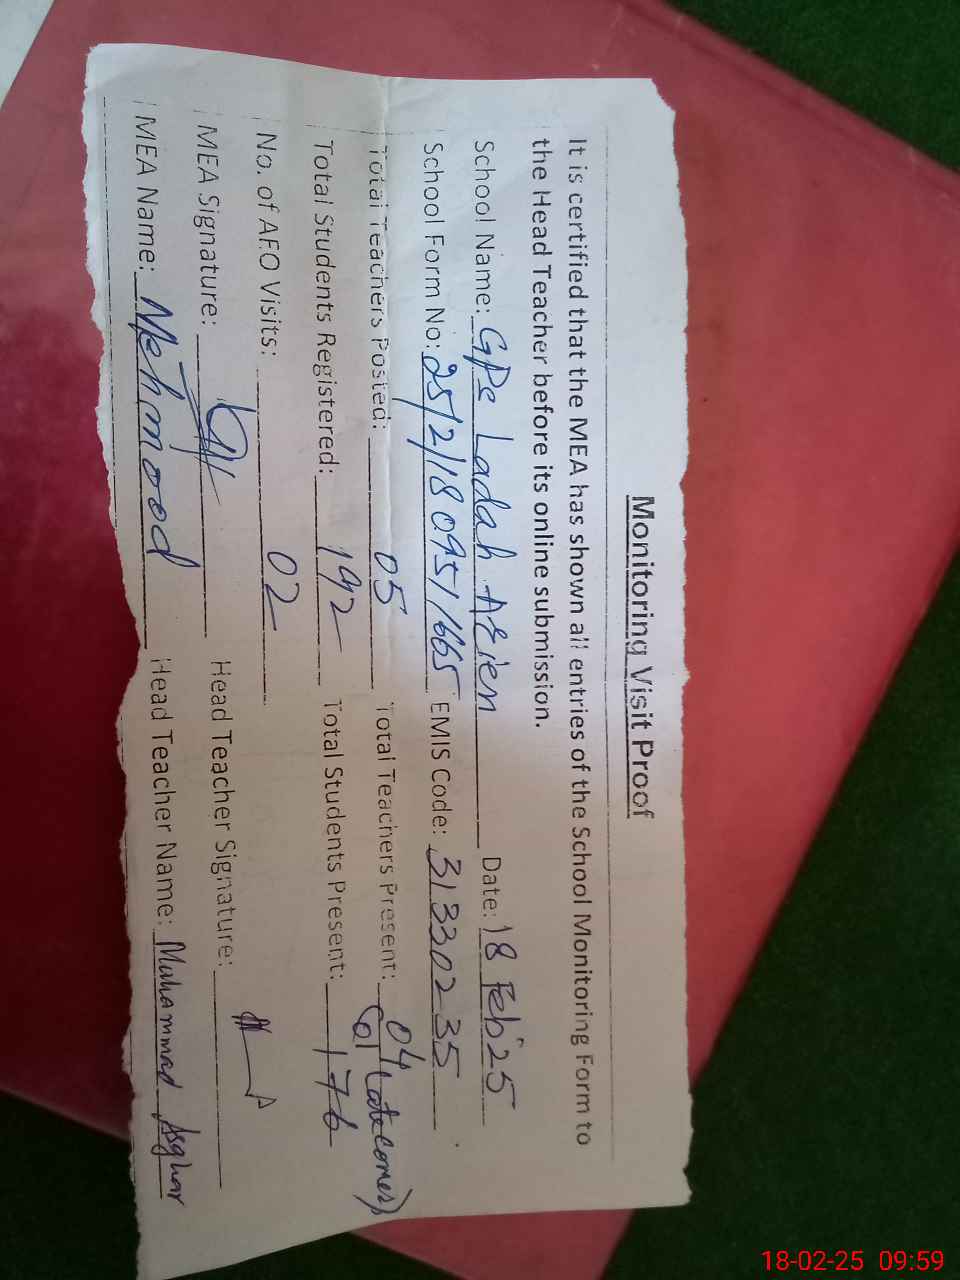 Monitoring Visit Proof
It is certified that the MEA has shown all entries of the School Monitoring Form to
the Head Teacher before its online submission.
School Name: GPS Ladah Date: 18 Feb'25
School Form No: 25/2/18095/1665 EMIS Code: 31330235
Total Teachers Posted: 05 Total Teachers Present: 04
(01 Late comer)
Total Students Registered: 192 Total Students Present: 176
No. of AEO Visits: 02
MEA Signature: Head Teacher Signature:
MEA Name: Mehmood Head Teacher Name: Muhammad Asghar
18-02-25 09:59